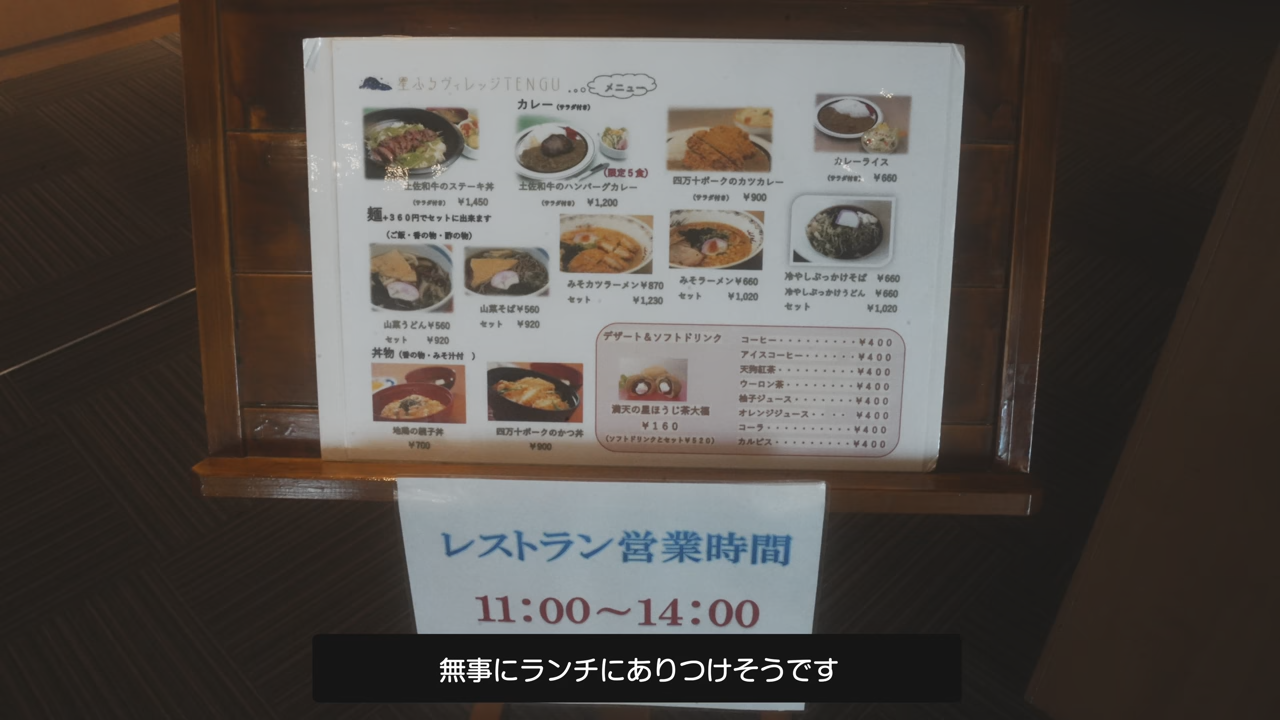 星ふるヴィレッジTENGU ...○ メニュー
カレー(サラダ付き)
(限定5食)
土佐和牛のステーキ丼
(サラダ付き) ¥1,450
土佐和牛のハンバーグカレー
(サラダ付き) ¥1,200
四万十ポークのカツカレー
(サラダ付き) ¥900
カレーライス
(サラダ付き) ¥660
麺+360円でセットに出来ます
(ご飯・香の物・酢の物)
山菜うどん¥560
セット ¥920
山菜そば¥560
セット ¥920
みそカツラーメン¥870
セット ¥1,230
みそラーメン¥660
セット ¥1,020
冷やしぶっかけそば ¥660
冷やしぶっかけうどん ¥660
セット ¥1,020
丼物(香の物・みそ汁付 )
地鶏の親子丼
¥700
四万十ポークのかつ丼
¥900
デザート&ソフトドリンク
満天の星ほうじ茶大福
¥160
(ソフトドリンクとセット¥520)
コーヒー・・・・・・・・・¥400
アイスコーヒー・・・・・・¥400
天狗紅茶・・・・・・・・・¥400
ウーロン茶・・・・・・・・¥400
柚子ジュース・・・・・・・¥400
オレンジジュース・・・・ ¥400
コーラ・・・・・・・・・・¥400
カルピス・・・・・・・・・¥400
レストラン営業時間
11:00~14:00
無事にランチにありつけそうです